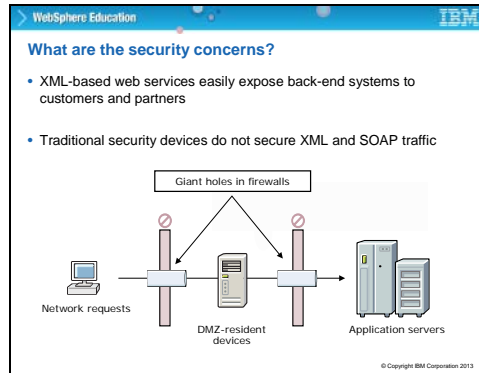 WebSphere Education
IBM
What are the security concerns?
• XML-based web services easily expose back-end systems to
customers and partners
• Traditional security devices do not secure XML and SOAP traffic
Giant holes in firewalls
Network requests
DMZ-resident
devices
Application servers
© Copyright IBM Corporation 2013